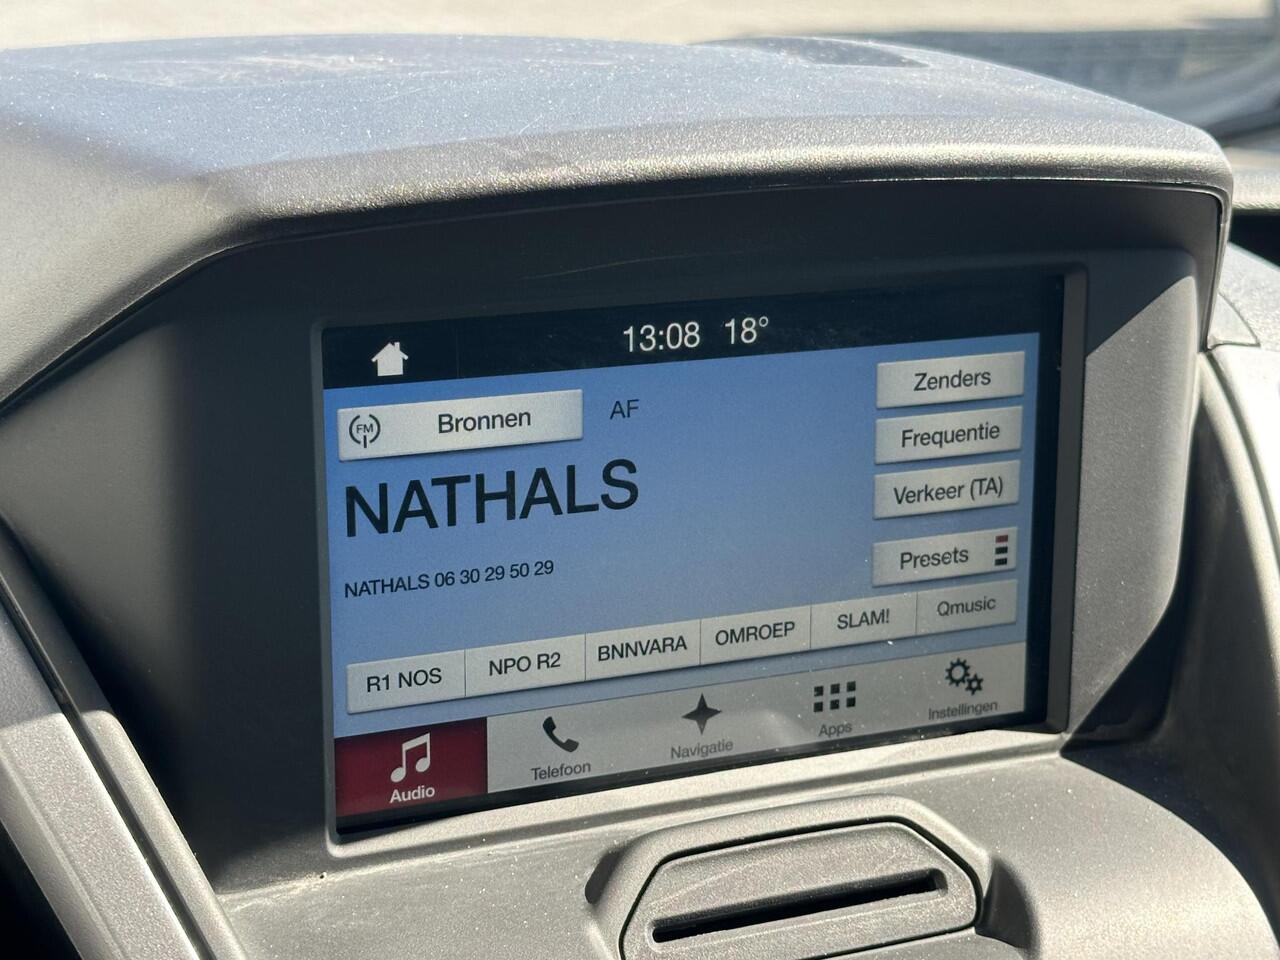 13:08 18°
FM Bronnen AF
Zenders
Frequentie
NATHALS
Verkeer (TA)
Presets
NATHALS 06 30 29 50 29
R1 NOS NPO R2 BNNVARA OMROEP SLAM! Qmusic
Audio Telefoon Navigatie Apps Instellingen